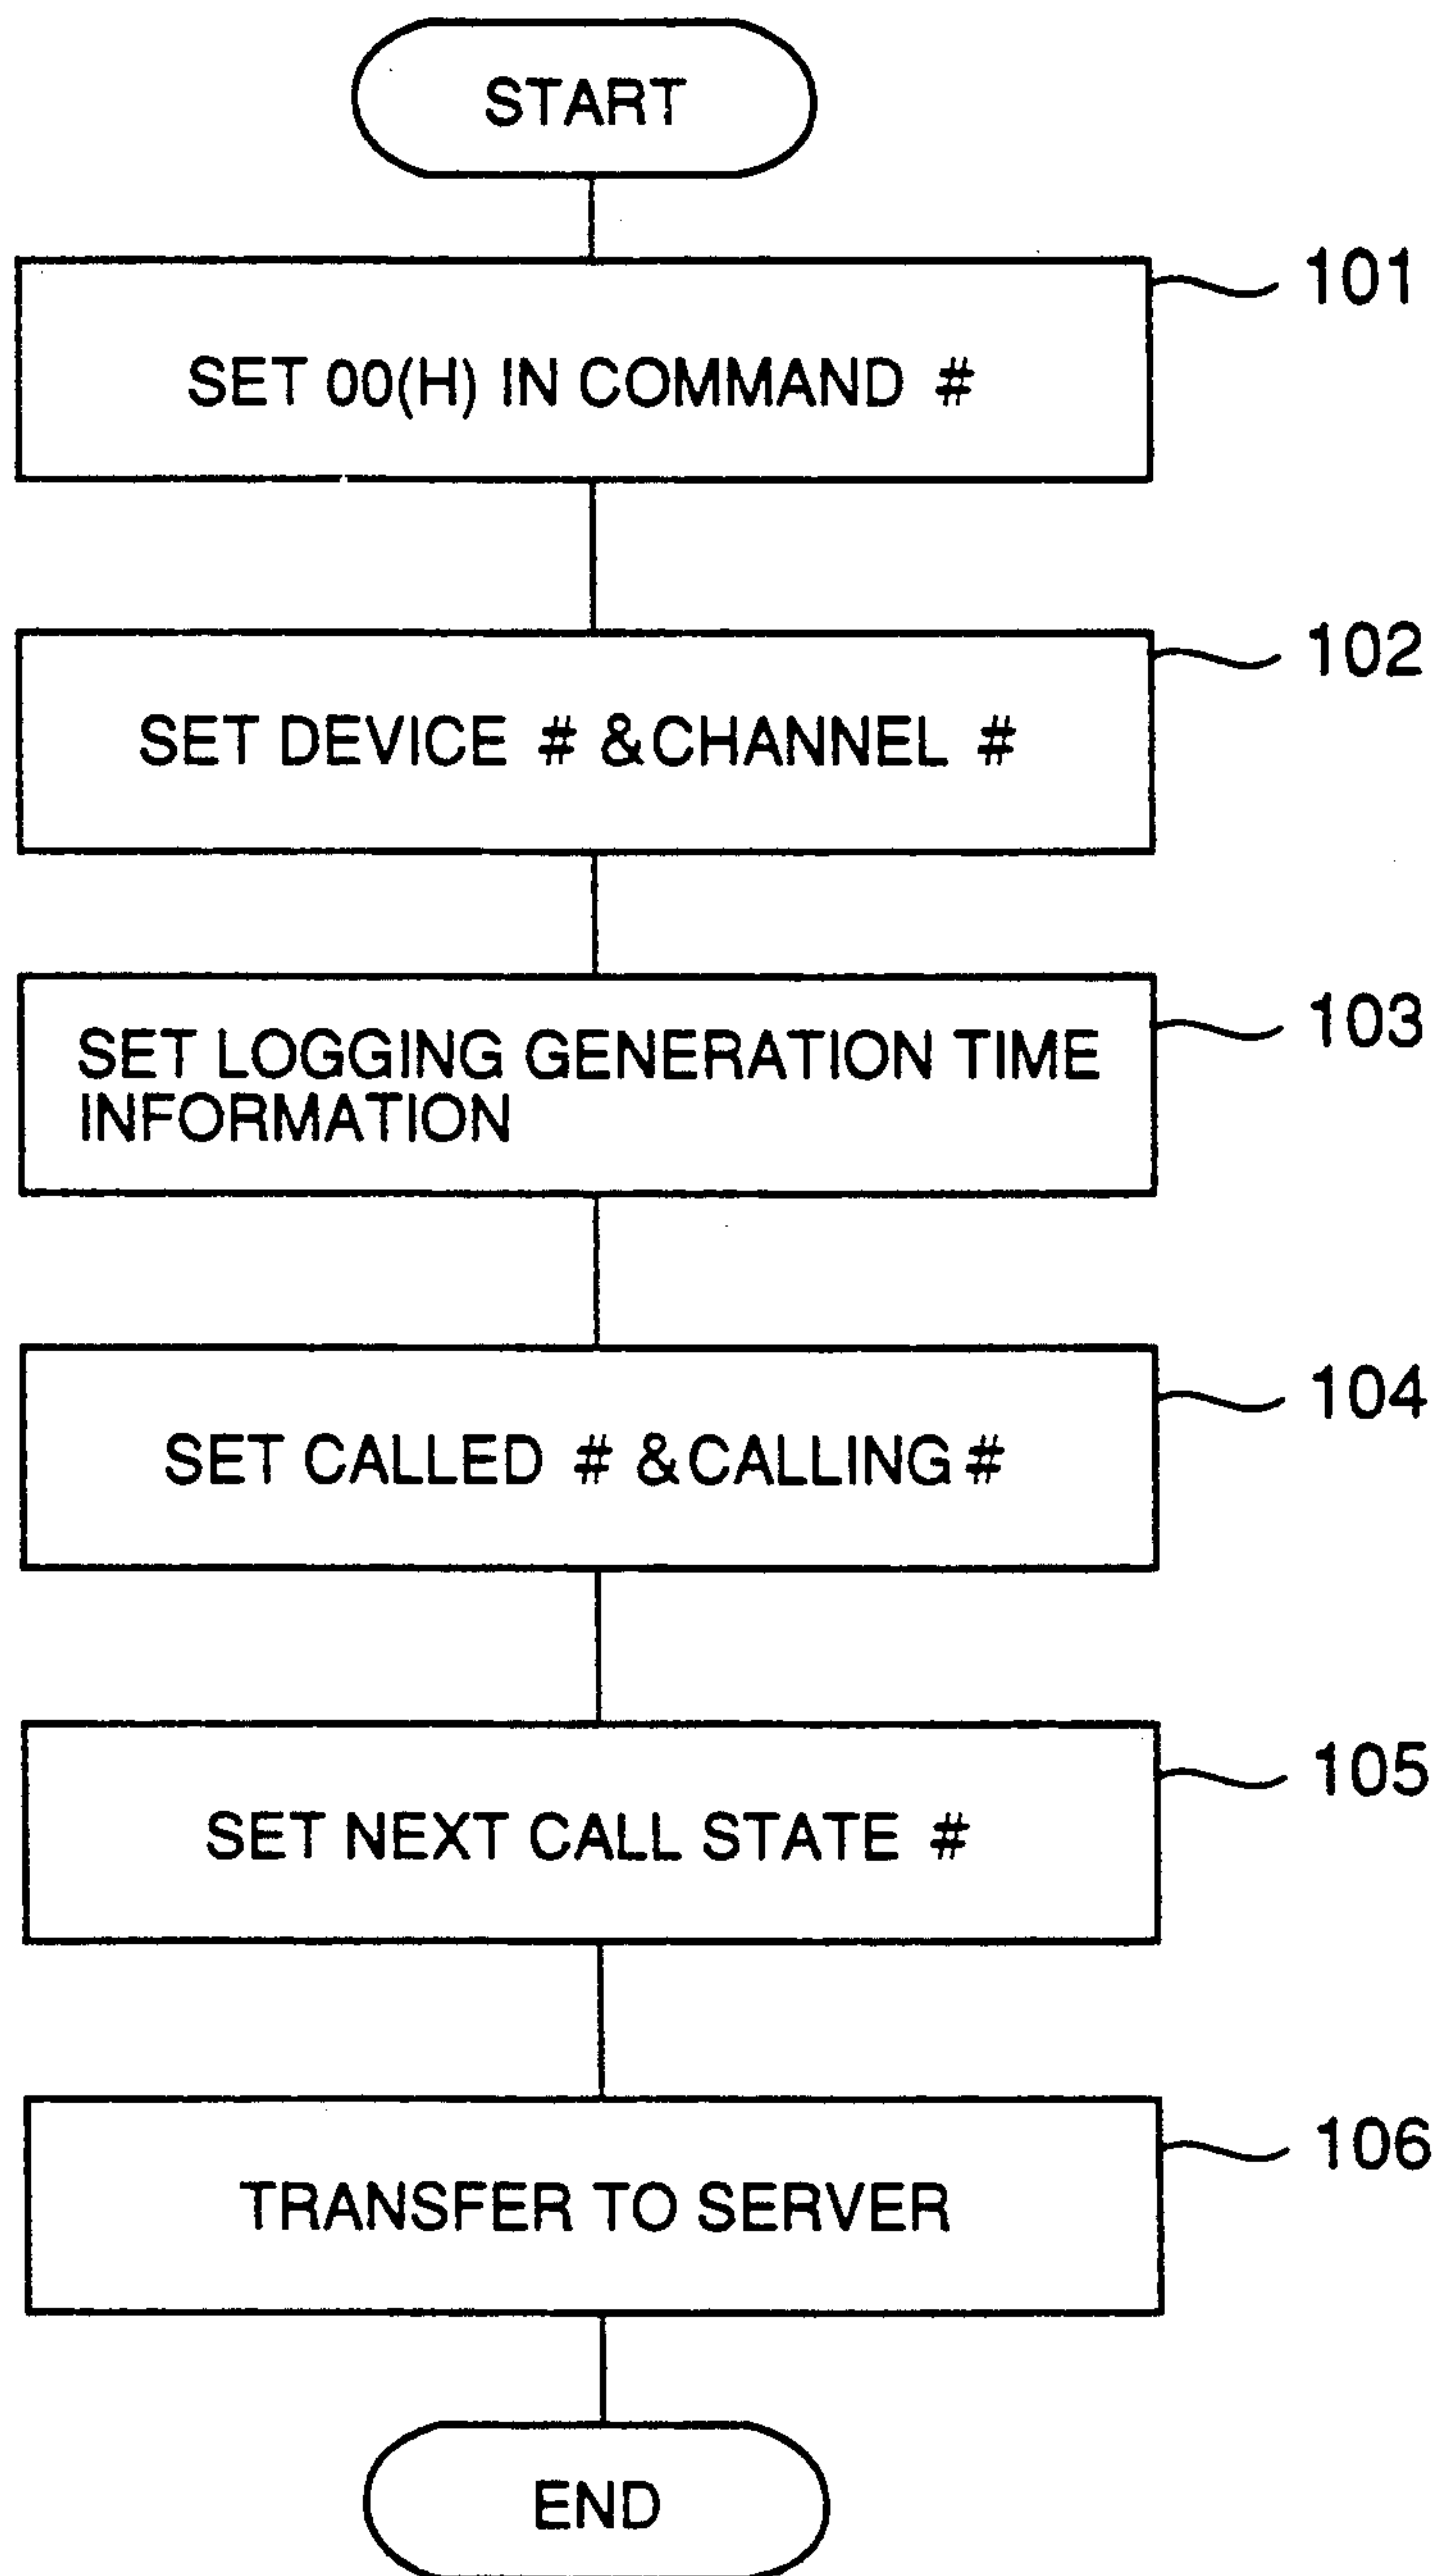 START
101
SET 00(H) IN COMMAND #
102
SET DEVICE # &CHANNEL #
103
SET LOGGING GENERATION TIME
INFORMATION
104
SET CALLED # &CALLING #
105
SET NEXT CALL STATE #
106
TRANSFER TO SERVER
END